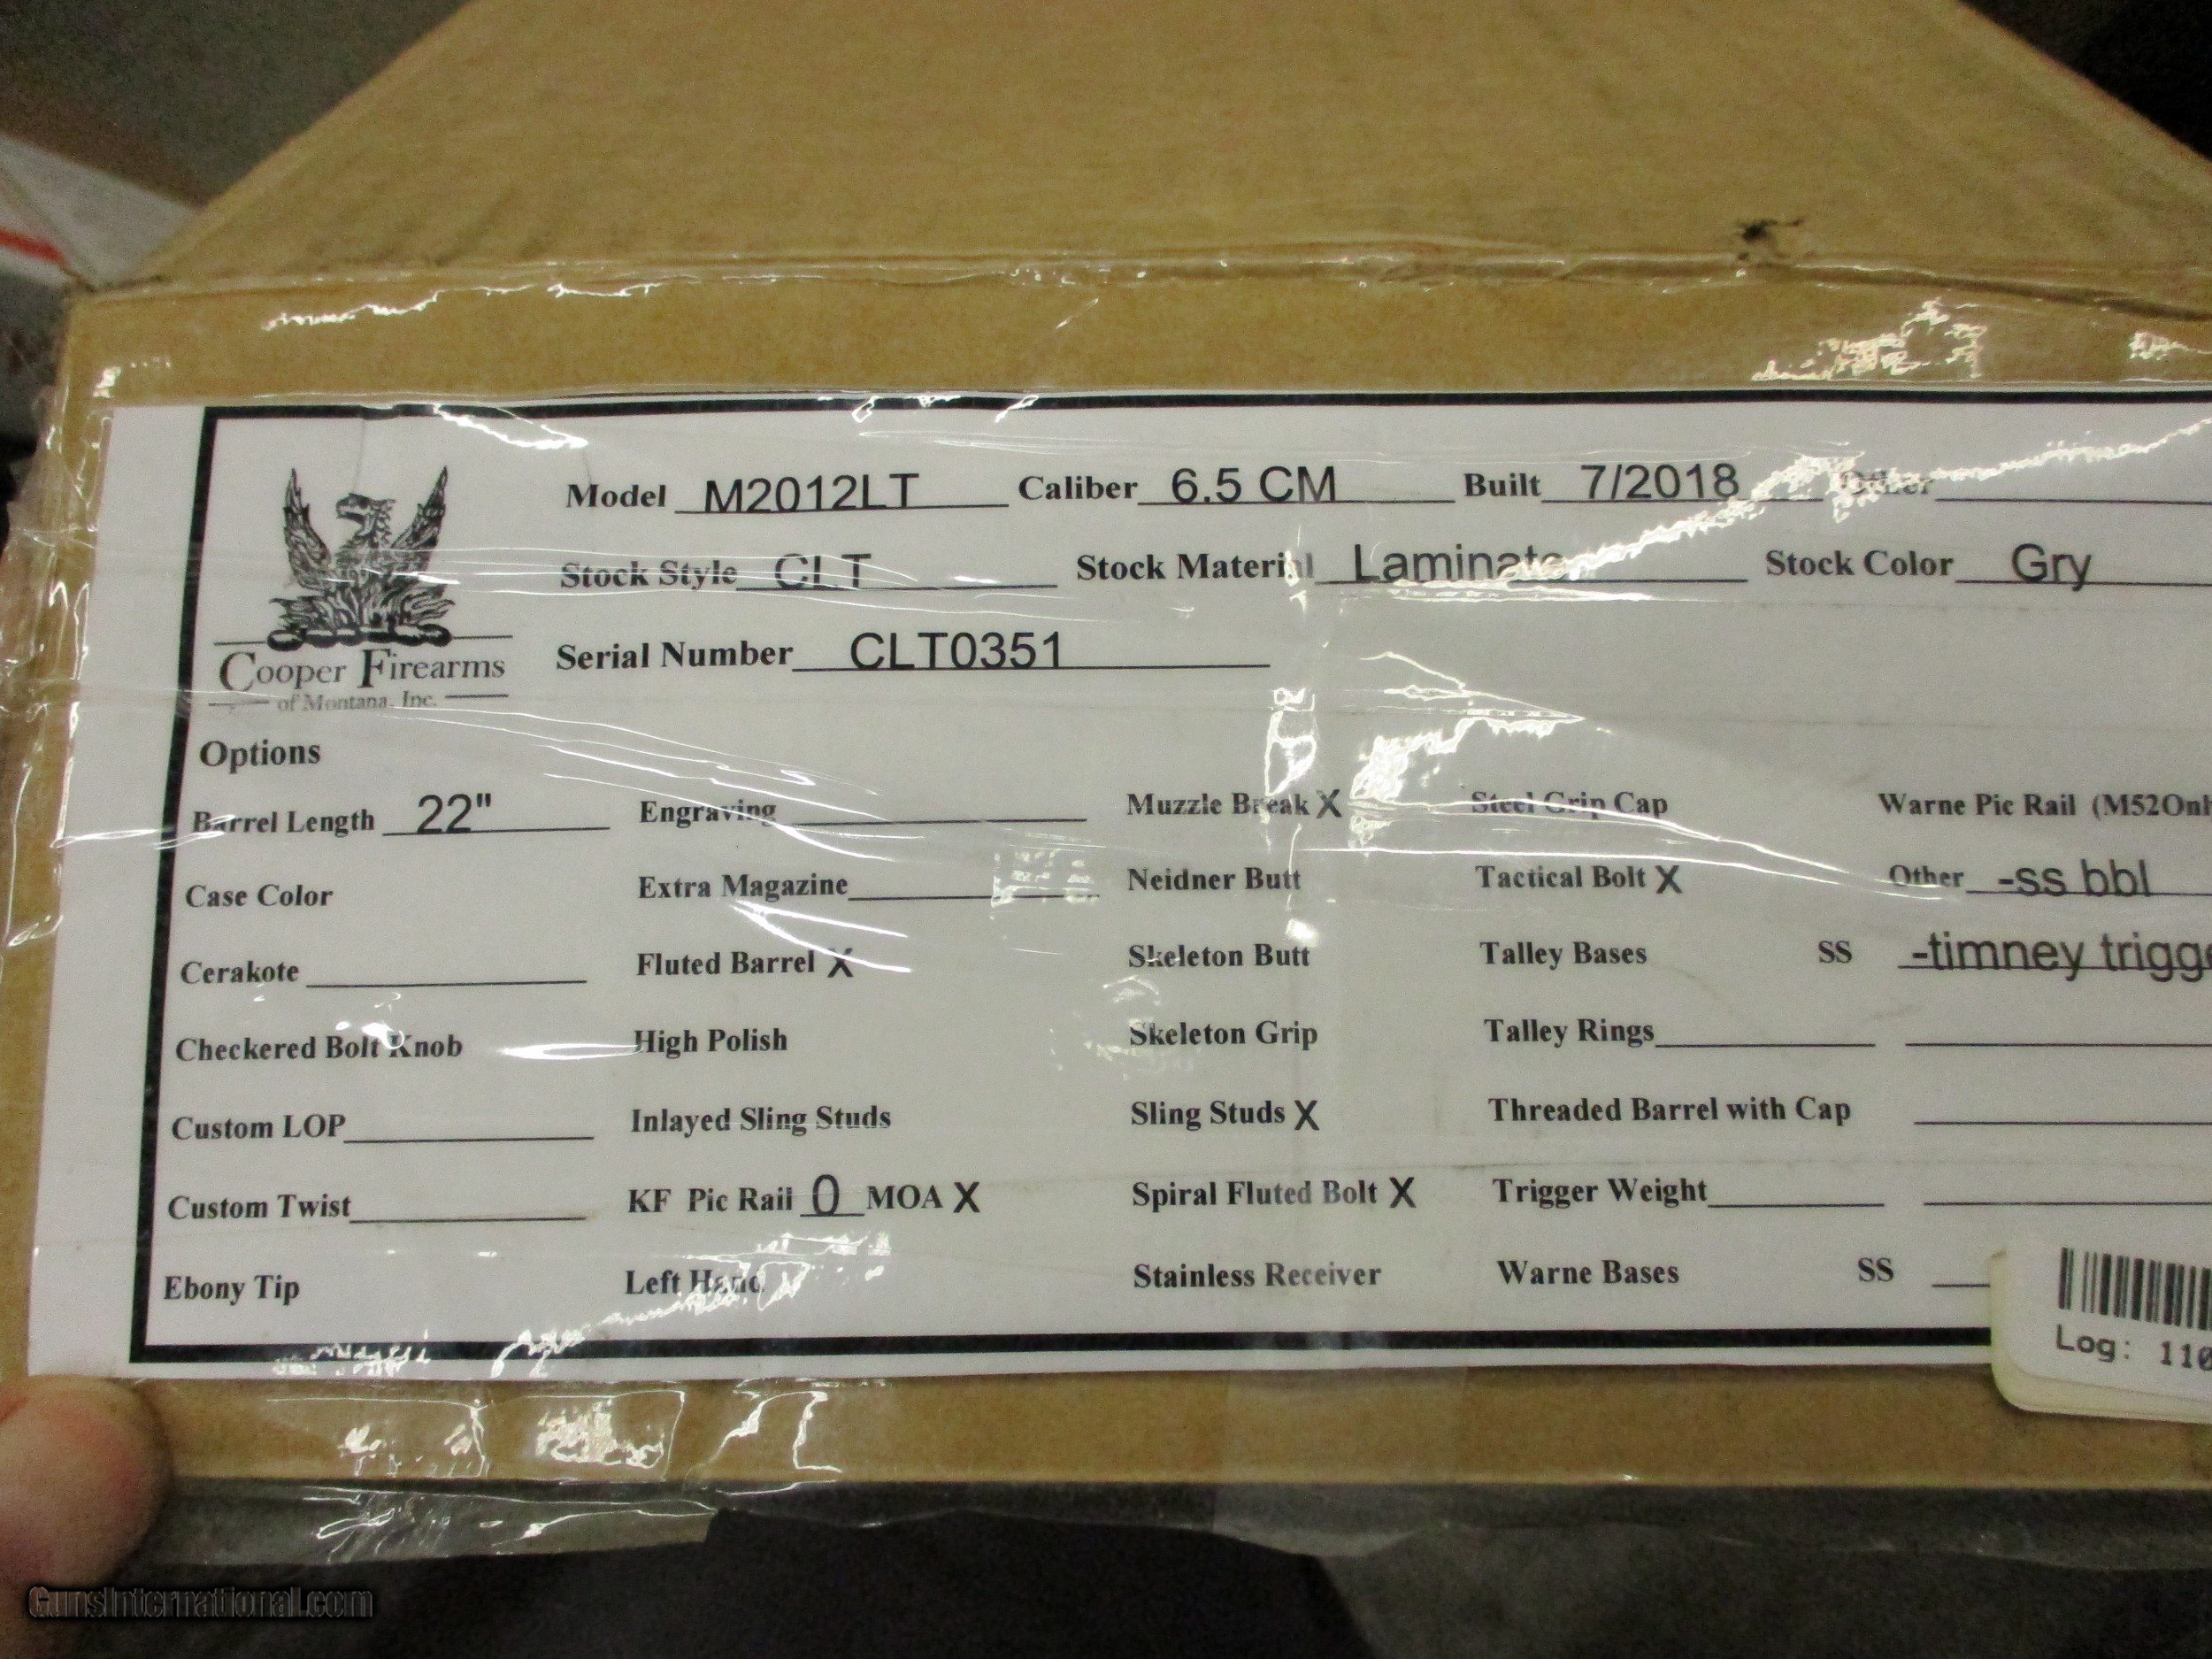 Model M2012LT Caliber 6.5 CM Built 7/2018 Other
Stock Style CLT Stock Material Laminate Stock Color Gry
Serial Number CLT0351
Cooper Firearms
of Montana, Inc.
Options
Barrel Length 22" Engraving Muzzle Break X Steel Grip Cap Warne Pic Rail (M52Onl
Case Color Extra Magazine Neidner Butt Tactical Bolt X Other -ss bbl
Cerakote Fluted Barrel X Skeleton Butt Talley Bases SS -timney trigge
Checkered Bolt Knob High Polish Skeleton Grip Talley Rings
Custom LOP Inlayed Sling Studs Sling Studs X Threaded Barrel with Cap
Custom Twist KF Pic Rail 0 MOA X Spiral Fluted Bolt X Trigger Weight
Ebony Tip Left Hand Stainless Receiver Warne Bases SS
Log: 110
GunsInternational.com